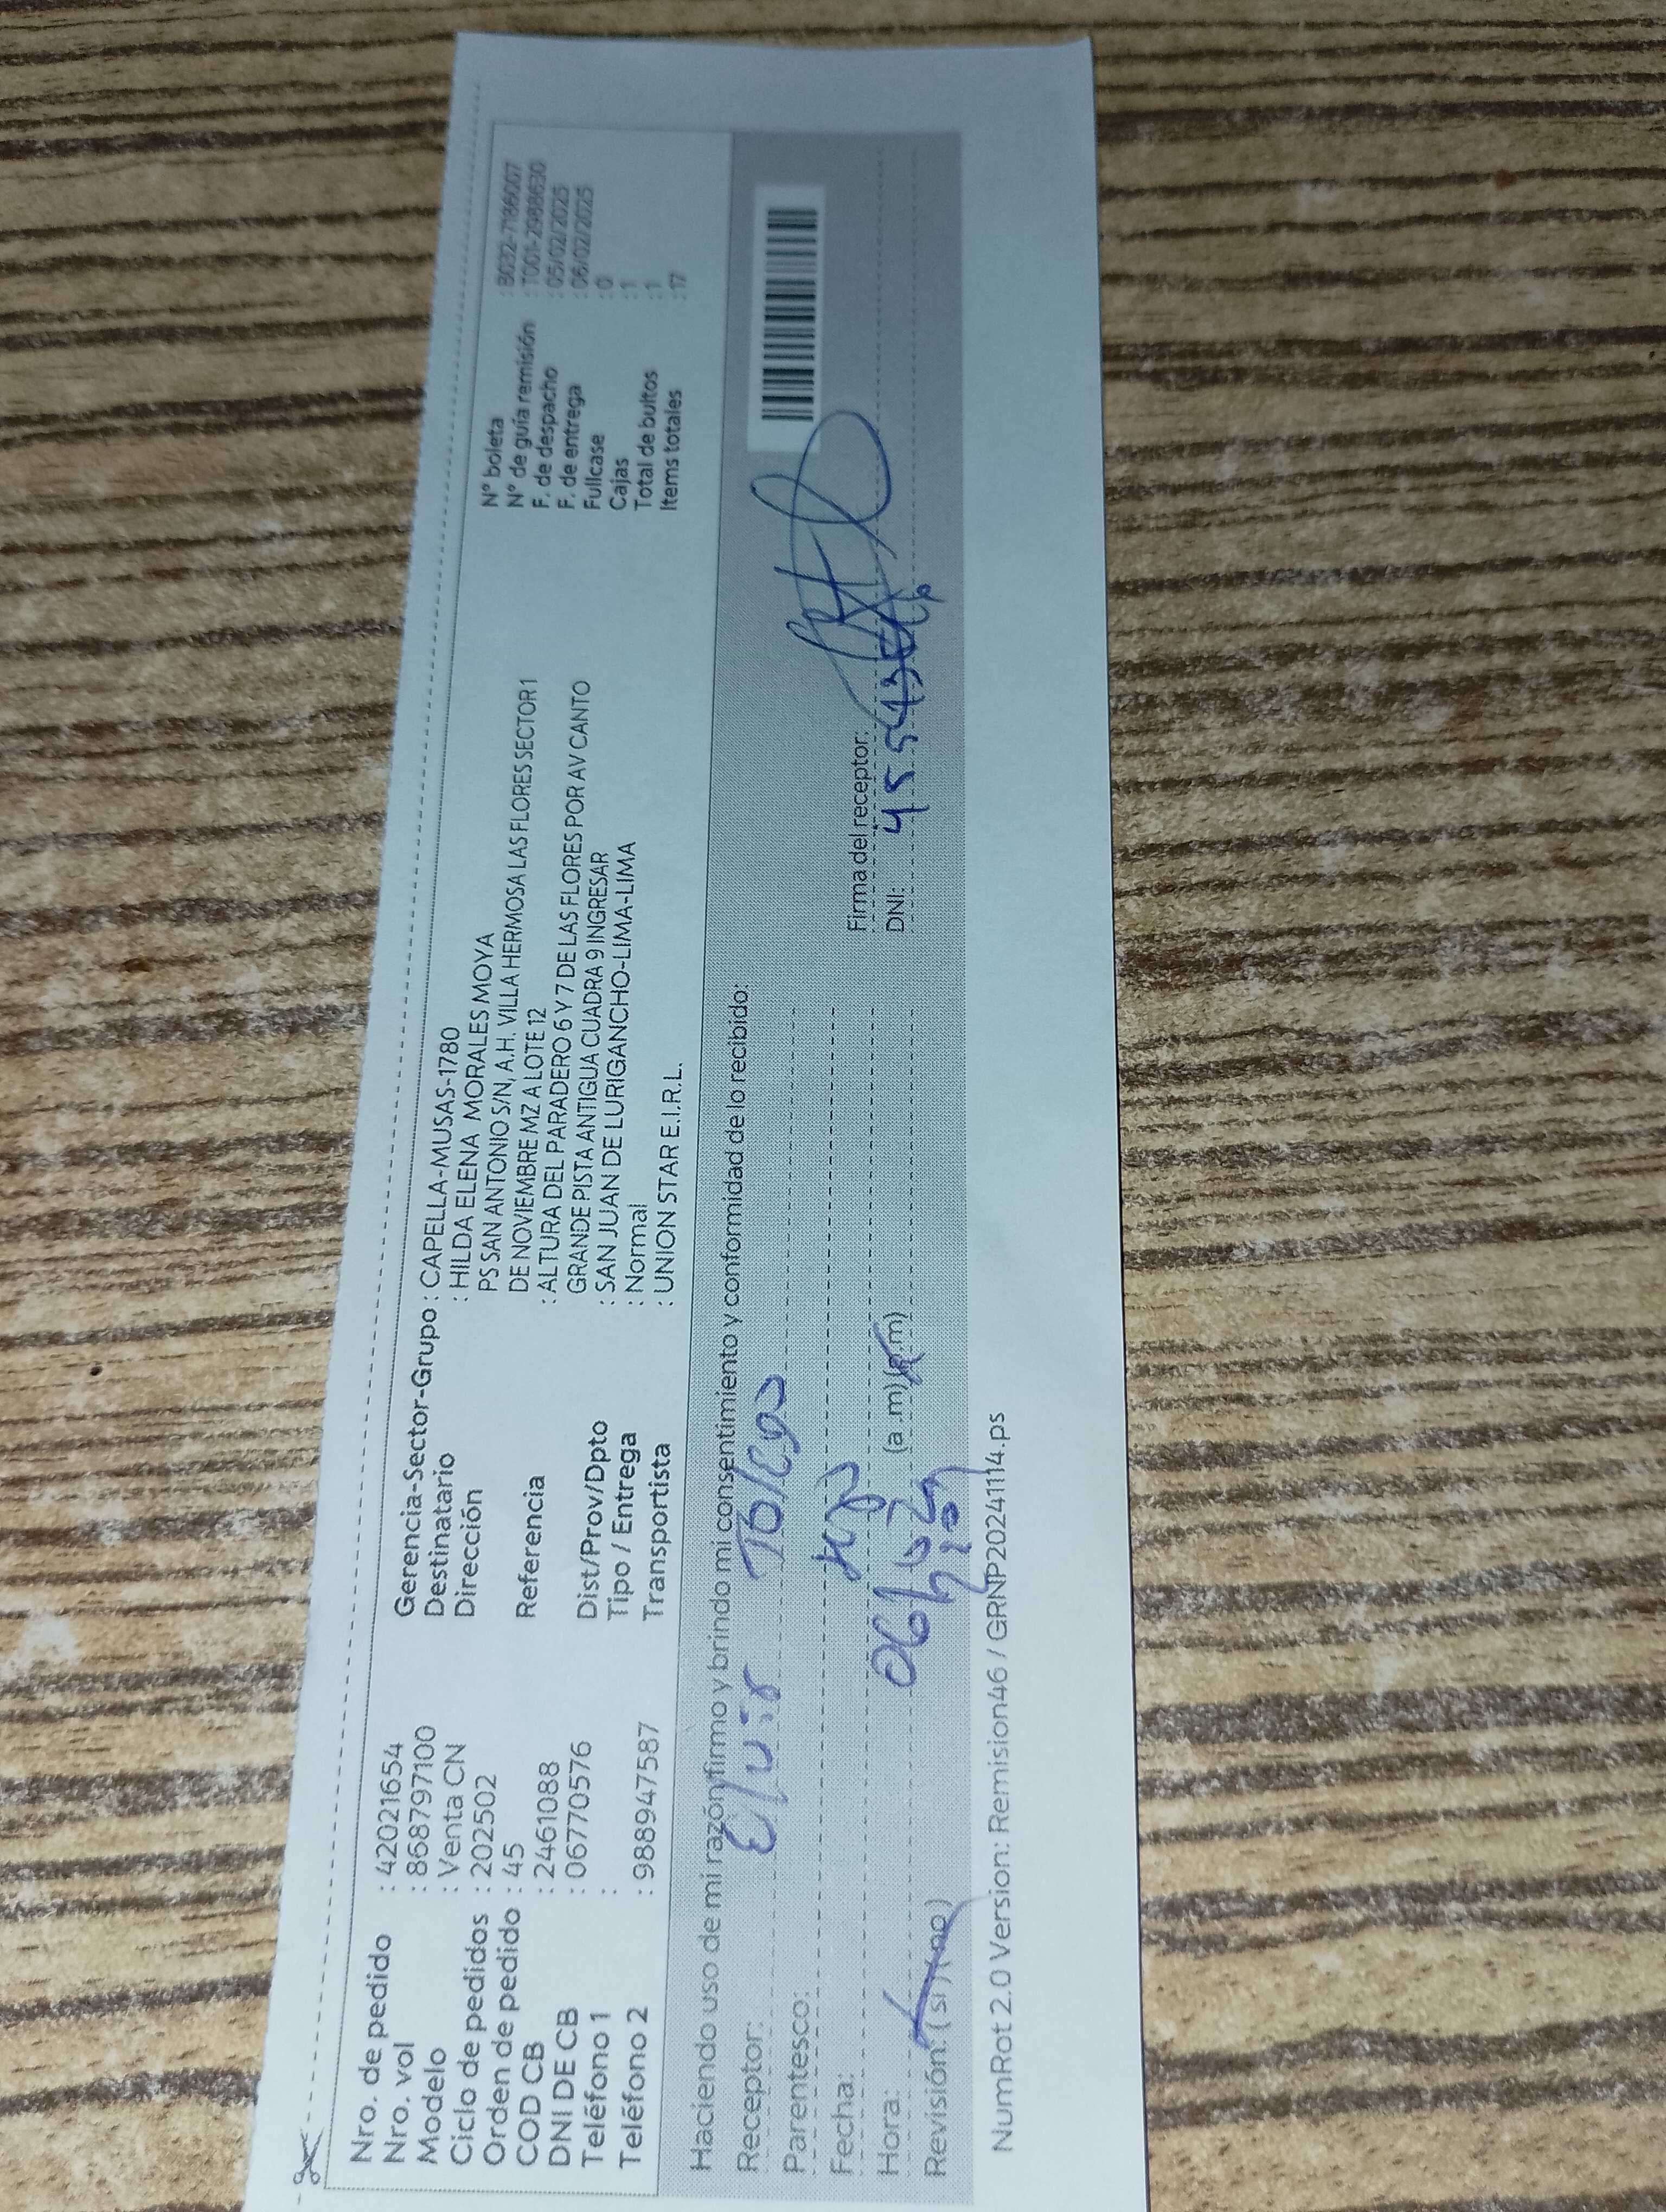 Nro. de pedido : 420021654
Nro. vol : 868797100
Modelo : Venta CN
Ciclo de pedidos : 202502
Orden de pedido : 45
COD CB : 2461088
DNI DE CB : 06770576
Teléfono 1 :
Teléfono 2 : 988947587
Gerencia-Sector-Grupo : CAPELLA-MUSAS-1780
Destinatario : HILDA ELENA MORALES MOYA
Dirección PS SAN ANTONIO S/N, A.H. VILLA HERMOSA LAS FLORES SECTOR 1
DE NOVIEMBRE MZ A LOTE 12
Referencia : ALTURA DEL PARADERO 6 Y 7 DE LAS FLORES POR AV CANTO
GRANDE PISTA ANTIGUA CUADRA 9 INGRESAR
Dist/Prov/Dpto : SAN JUAN DE LURIGANCHO-LIMA-LIMA
Tipo / Entrega : Normal
Transportista : UNION STAR E.I.R.L.
N° boleta : B032-7186007
N° de guía remisión : T001-2988630
F. de despacho : 05/02/2025
F. de entrega : 06/02/2025
Fullcase : 0
Cajas : 1
Total de bultos : 1
Items totales : 17
Haciendo uso de mi razón firmo y brindo mi consentimiento y conformidad de lo recibido:
Receptor:
Parentesco:
Fecha: 06/02
Hora: (a .m) (p.m)
Revisión: ( si ) ( no )
Firma del receptor:
DNI:
NumRot 2.0 Version: Remision46 / GRNP20241114.ps